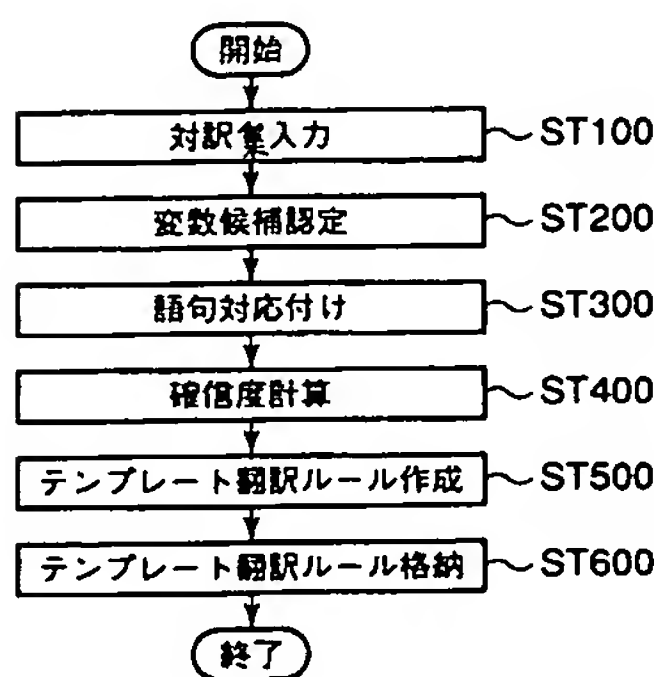 開始
対訳集入力 ST100
変数候補認定 ST200
語句対応付け ST300
確信度計算 ST400
テンプレート翻訳ルール作成 ST500
テンプレート翻訳ルール格納 ST600
終了